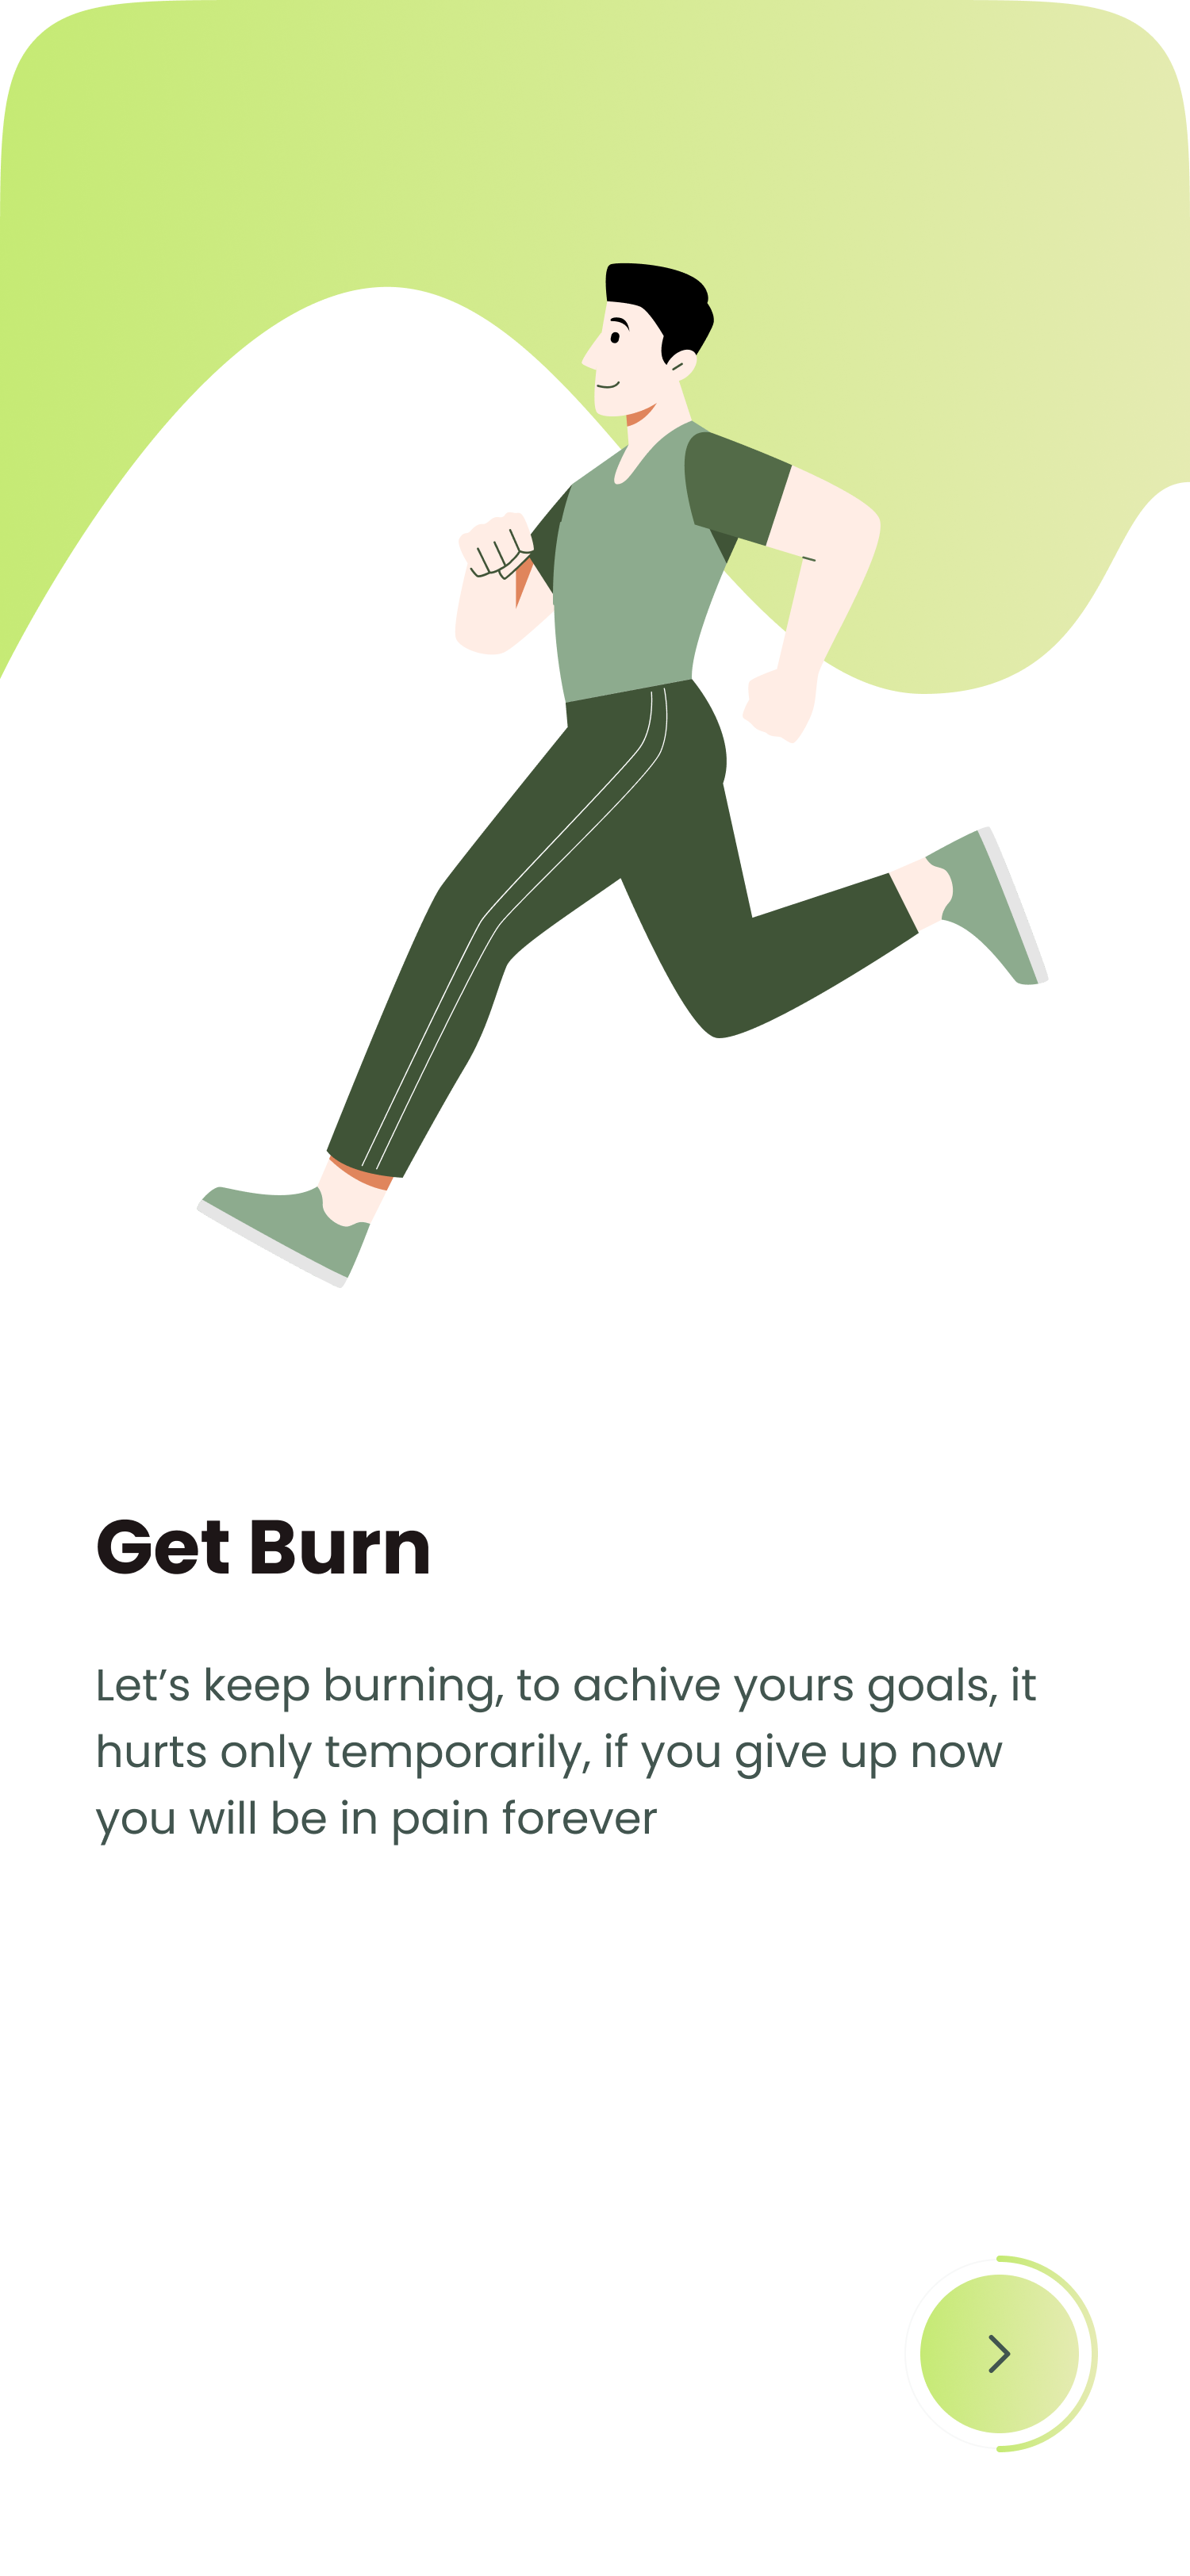 Get Burn
Let’s keep burning, to achive yours goals, it
hurts only temporarily, if you give up now
you will be in pain forever